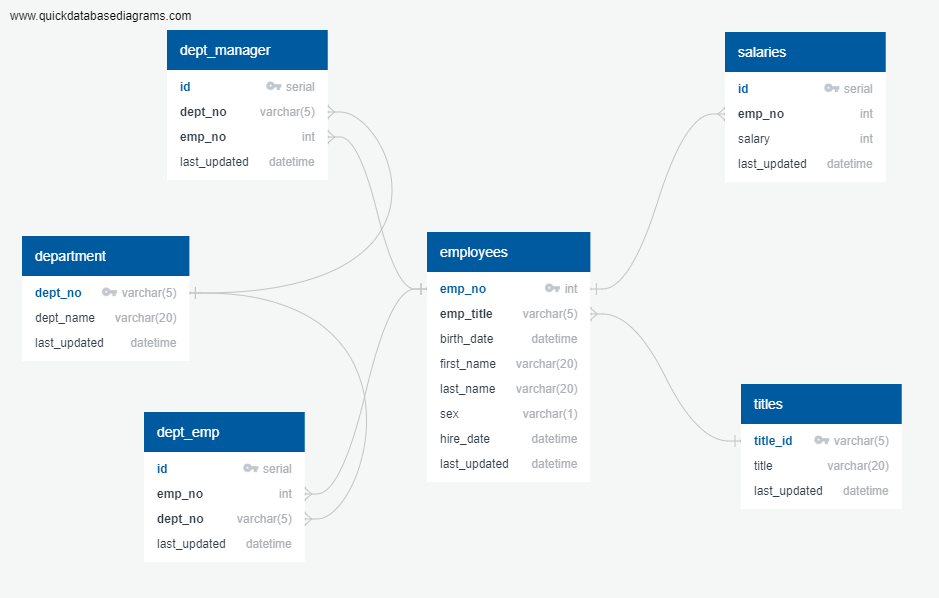 www.quickdatabasediagrams.com
dept_manager
id serial
dept_no varchar(5)
emp_no int
last_updated datetime
salaries
id serial
emp_no int
salary int
last_updated datetime
department
dept_no varchar(5)
dept_name varchar(20)
last_updated datetime
employees
emp_no int
emp_title varchar(5)
birth_date datetime
first_name varchar(20)
last_name varchar(20)
sex varchar(1)
hire_date datetime
last_updated datetime
dept_emp
id serial
emp_no int
dept_no varchar(5)
last_updated datetime
titles
title_id varchar(5)
title varchar(20)
last_updated datetime